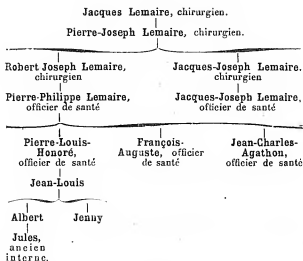 Jacques Lemaire, chirurgien.
Pierre-Joseph Lemaire, chirurgien.
Robert Joseph Lemaire, Jacques-Joseph Lemaire.
chirurgien chirurgien
Pierre-Philippe Lemaire, Jacques-Joseph Lemaire,
officier de santé officier de santé
Pierre-Louis- François- Jean-Charles-
Honoré, Auguste, officier Agathon,
officier de santé de santé officier de santé
Jean-Louis
Albert Jenny
Jules,
ancien
interne.